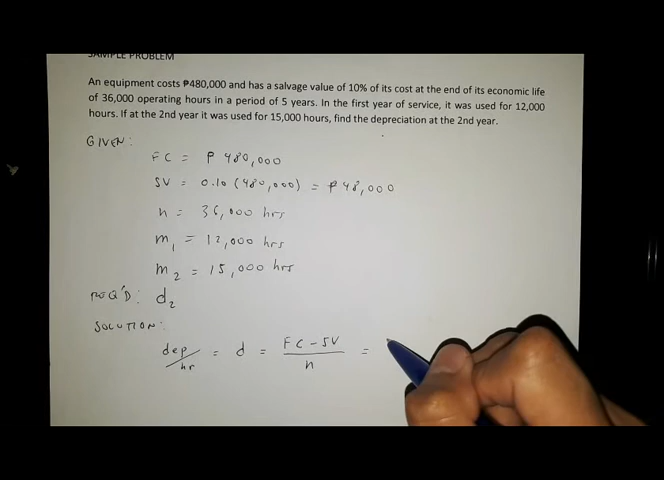 SAMPLE PROBLEM
An equipment costs ₱480,000 and has a salvage value of 10% of its cost at the end of its economic life
of 36,000 operating hours in a period of 5 years. In the first year of service, it was used for 12,000
hours. If at the 2nd year it was used for 15,000 hours, find the depreciation at the 2nd year.
GIVEN:
FC = ₱ 480,000
SV = 0.10 (480,000) = ₱ 48,000
n = 36,000 hrs
m₁ = 12,000 hrs
m₂ = 15,000 hrs
REQ'D: d₂
SOLUTION:
dep/hr = d = FC - SV / n =